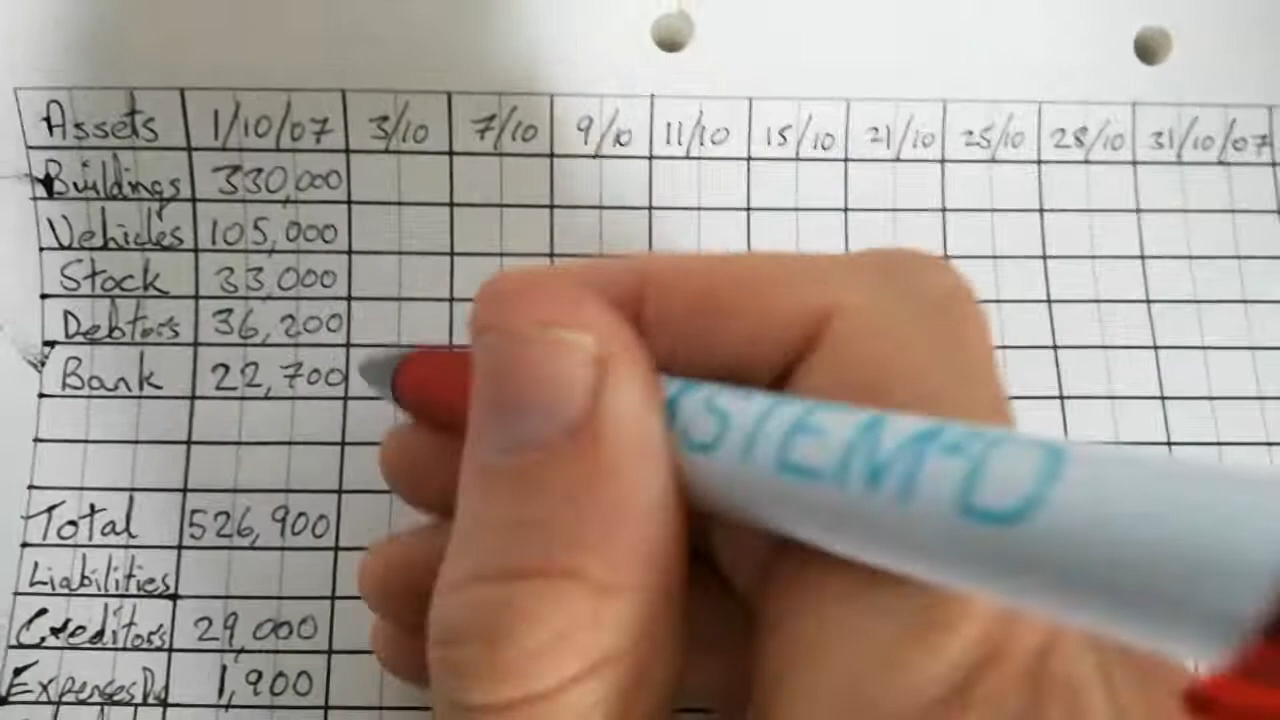 Assets 1/10/07 3/10 7/10 9/10 11/10 15/10 21/10 25/10 28/10 31/10/07
Buildings 330,000
Vehicles 105,000
Stock 33,000
Debtors 36,200
Bank 22,700
Total 526,900
Liabilities
Creditors 29,000
Expenses 1,900